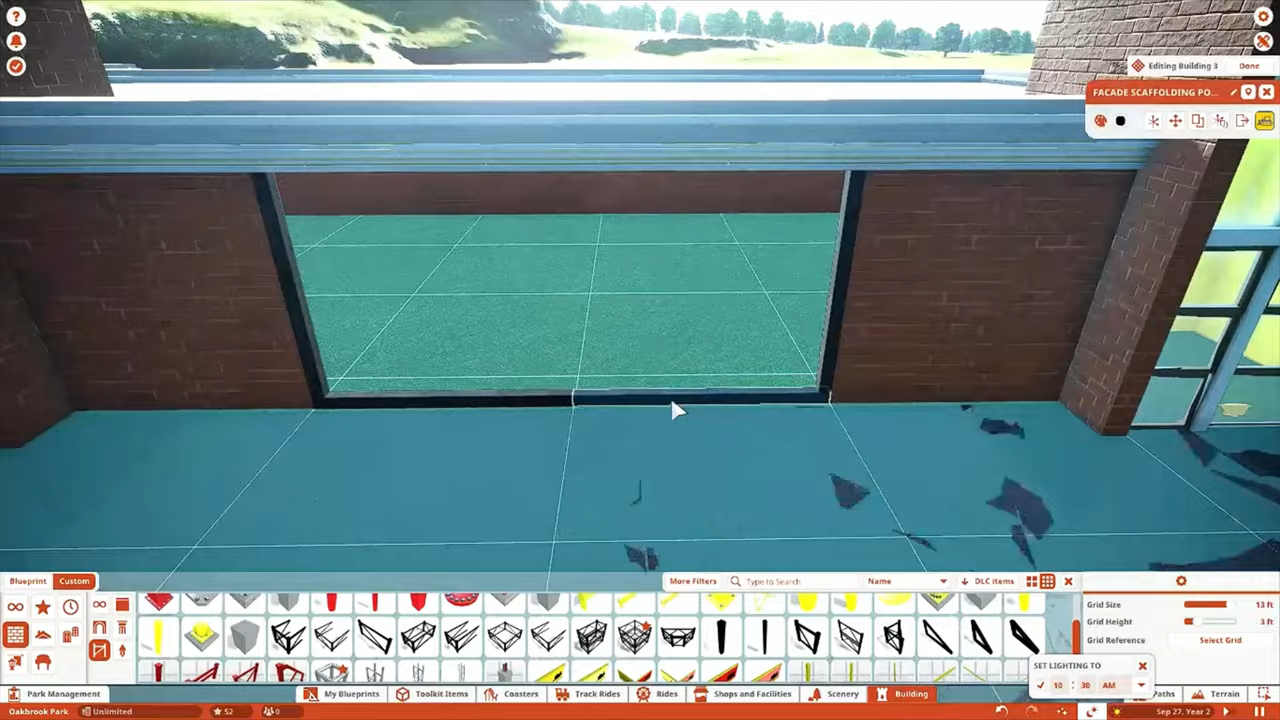 ?
Editing Building 3 Done
FACADE SCAFFOLDING PO...
Blueprint Custom
More Filters Type to Search Name DLC items
Grid Size 13 ft
Grid Height 3 ft
Grid Reference Select Grid
SET LIGHTING TO
10 : 30 AM
Park Management My Blueprints Toolkit Items Coasters Track Rides Rides Shops and Facilities Scenery Building Paths Terrain
Oakbrook Park Unlimited 52 0 Sep 27, Year 2